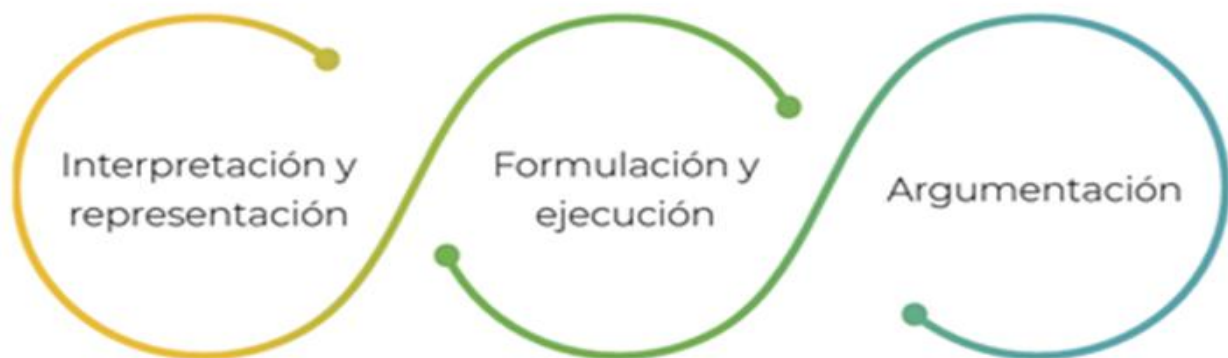 Interpretación y
representación
Formulación y
ejecución
Argumentación